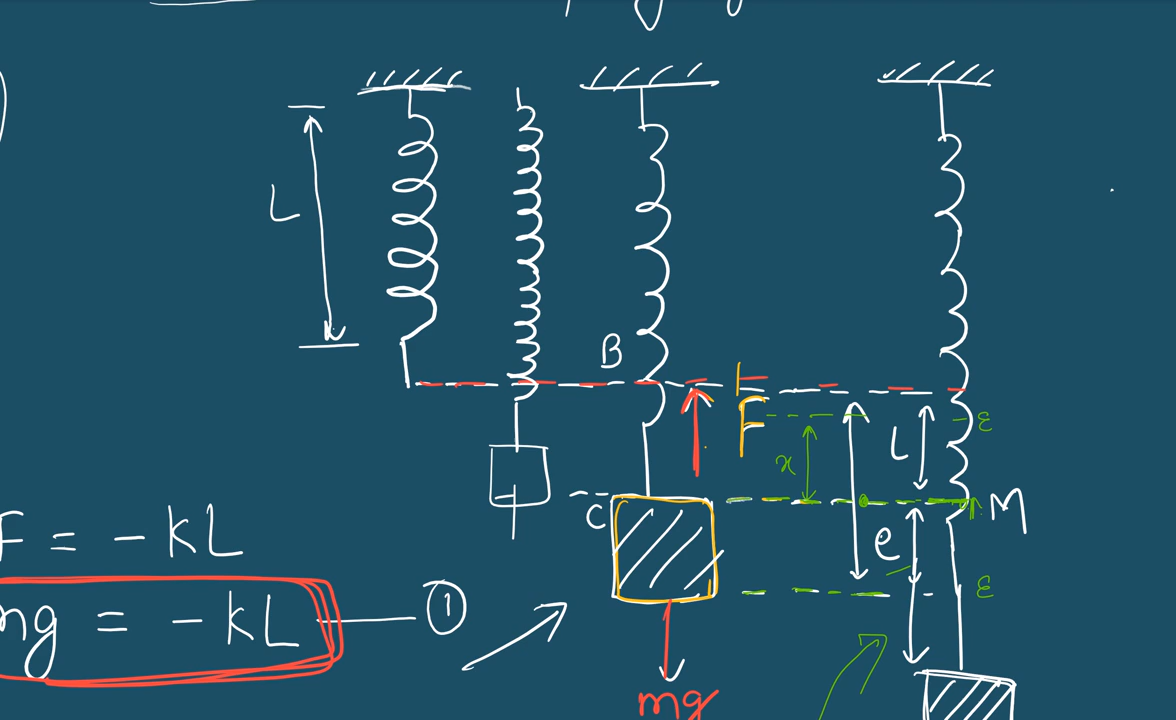 L
B
F
x
L
ε
C
M
e
ε
F = - kL
mg = - kL ①
mg